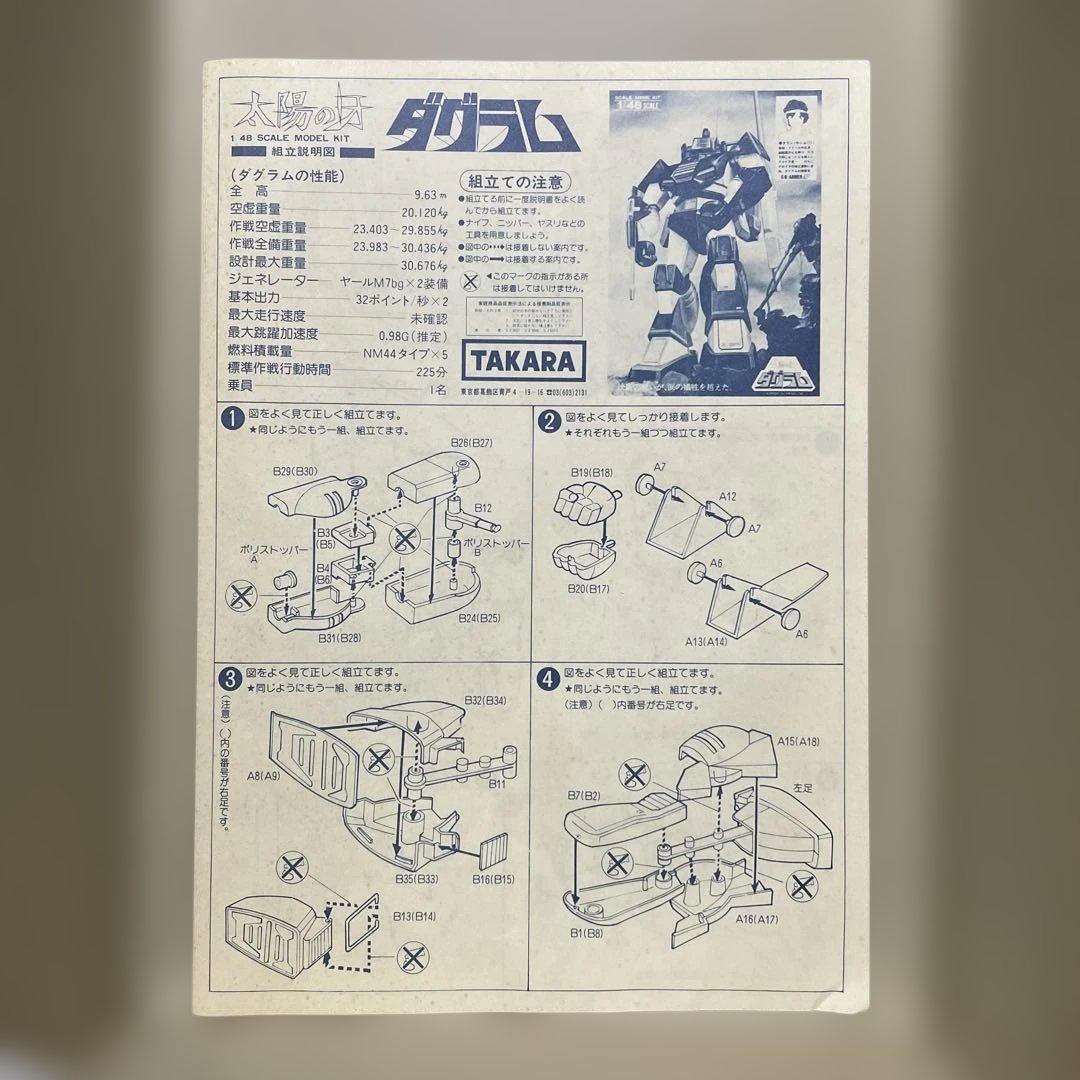 太陽の牙
ダグラム
1/48 SCALE MODEL KIT
組立説明図
(ダグラムの性能)
全高 9.63m
空虚重量 20.120kg
作戦空虚重量 23.403〜29.855kg
作戦全備重量 23.983〜30.436kg
設計最大重量 30.676kg
ジェネレーター ヤールM7bg×2装備
基本出力 32ポイント/秒×2
最大走行速度 未確認
最大跳躍加速度 0.98G(推定)
燃料積載量 NM44タイプ×5
標準作戦行動時間 225分
乗員 1名
組立ての注意
●組立てる前に一度説明書をよく読
んでから組立てます。
●ナイフ、ニッパー、ヤスリなどの
工具を用意しましょう。
●図中の は接着しない案内です。
●図中の は接着する案内です。
◀このマークの指示がある所
は接着してはいけません。
TAKARA
東京都葛飾区青戸4-19-16 ☎03(603)2131
1/48 SCALE
ダグラム
1 図をよく見て正しく組立てます。
★同じようにもう一組、組立てます。
B26(B27)
B29(B30)
B12
B3
(B5)
ポリストッパー
A
ポリストッパー
B
B4
(B6)
B24(B25)
B31(B28)
2 図をよく見てしっかり接着します。
★それぞれもう一組づつ組立てます。
B19(B18)
A7
A12
A7
A6
B20(B17)
A13(A14)
A6
3 図をよく見て正しく組立てます。
★同じようにもう一組、組立てます。
(注意)( )内の番号が右足です。
B32(B34)
A8(A9)
B11
B35(B33)
B16(B15)
B13(B14)
4 図をよく見て正しく組立てます。
★同じようにもう一組、組立てます。
(注意)( )内番号が右足です。
A15(A18)
B7(B2)
左足
A16(A17)
B1(B8)